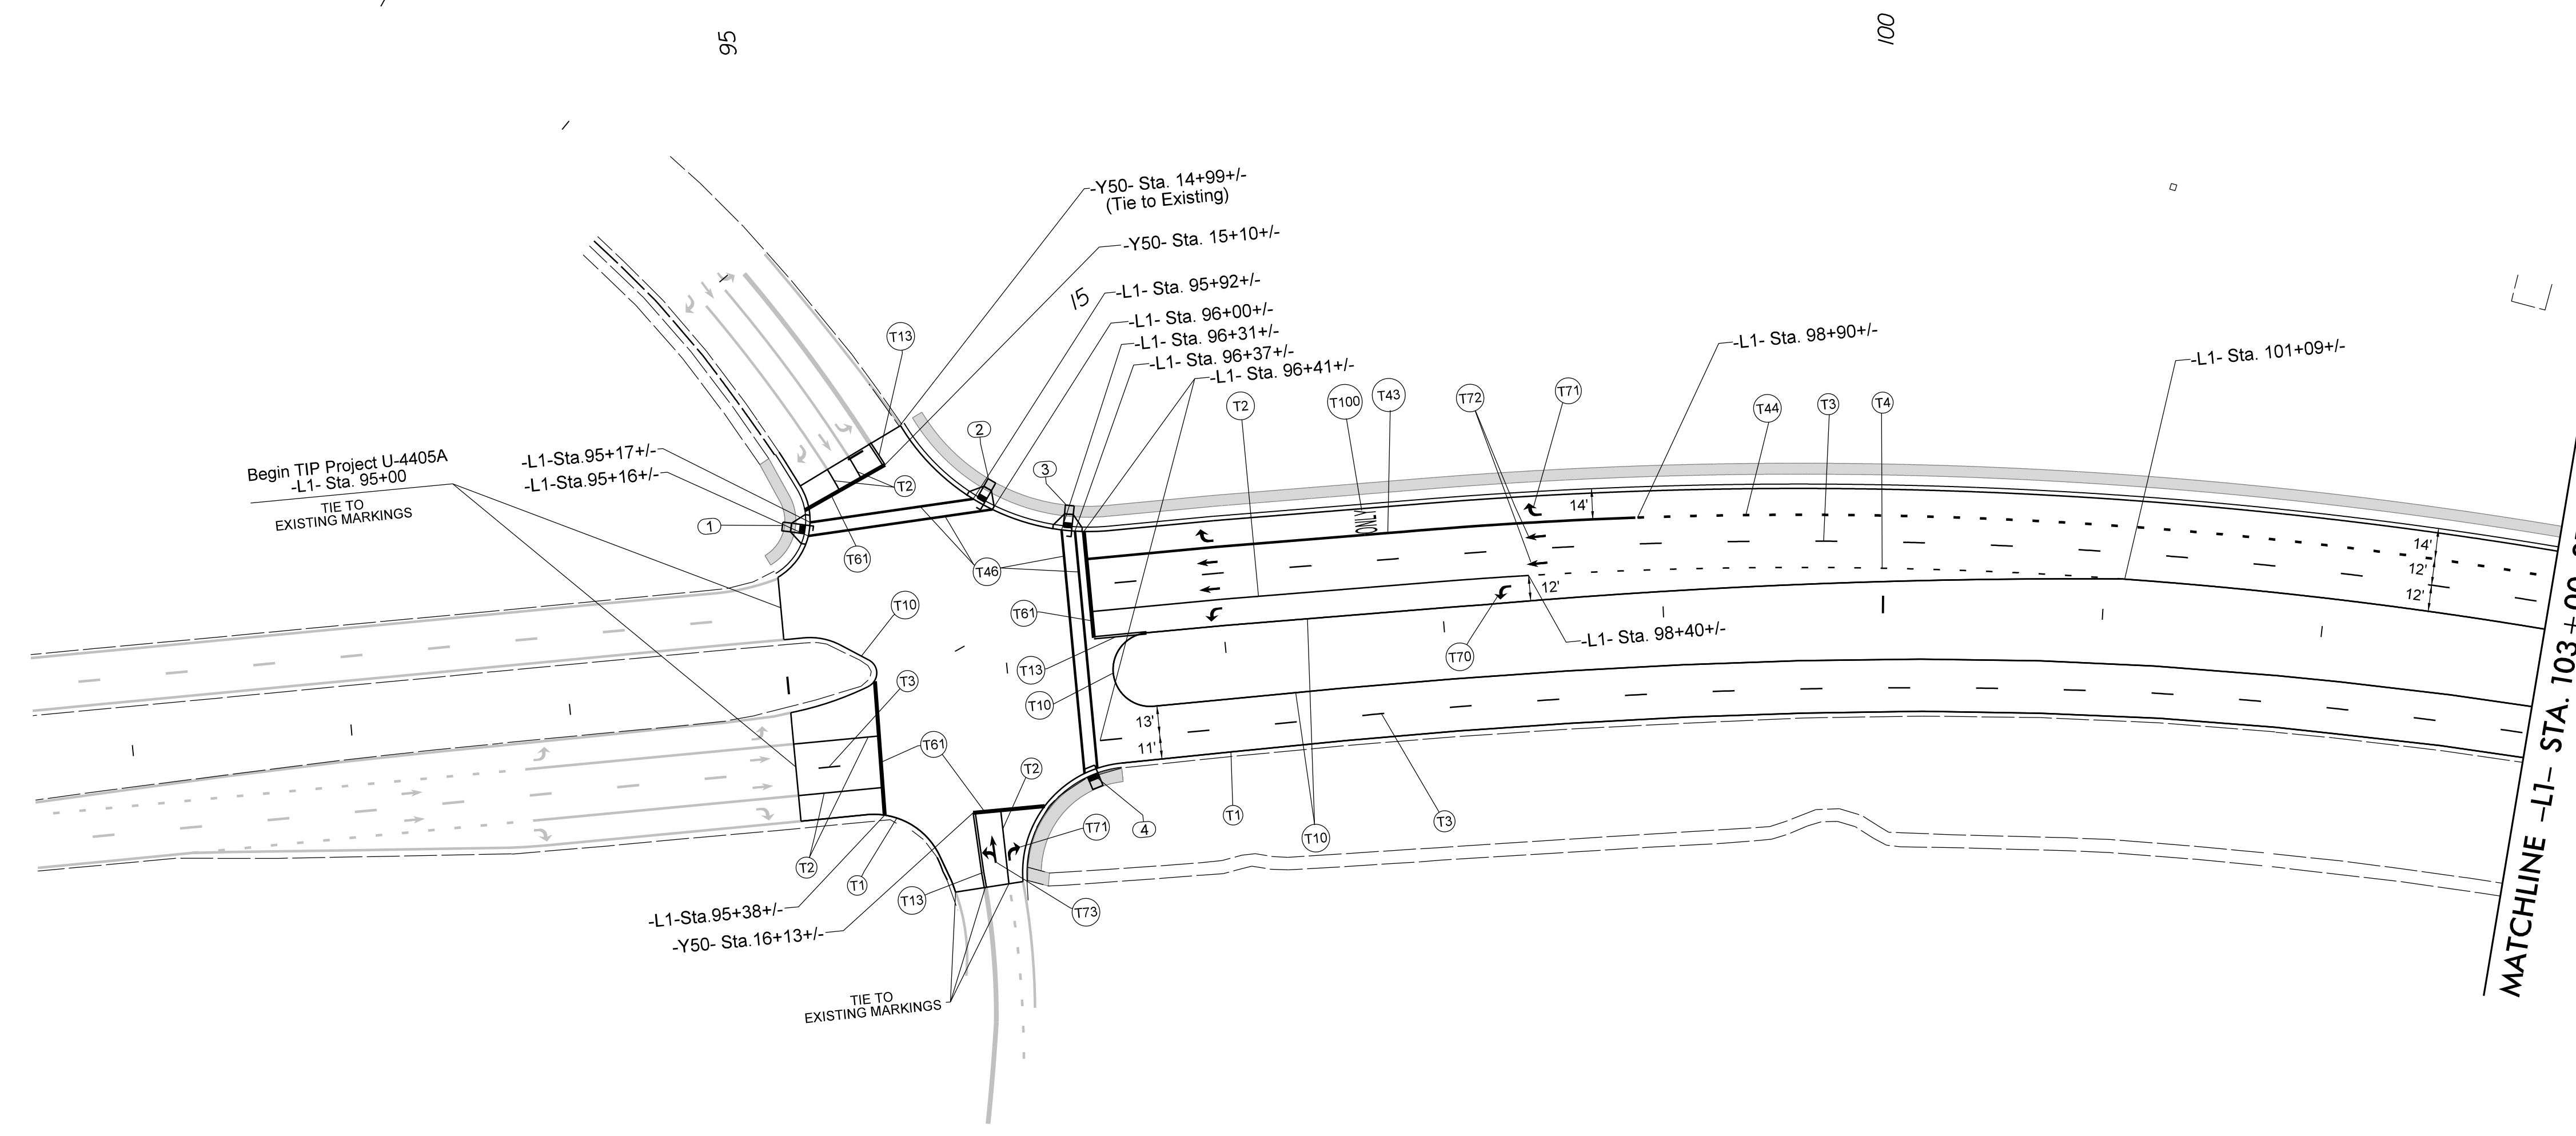 95
100
-Y50- Sta. 14+99+/-
(Tie to Existing)
-Y50- Sta. 15+10+/-
15
-L1- Sta. 95+92+/-
-L1- Sta. 96+00+/-
-L1- Sta. 96+31+/-
-L1- Sta. 96+37+/-
-L1- Sta. 96+41+/-
-L1- Sta. 98+90+/-
-L1- Sta. 101+09+/-
T13
T2
T100
T43
T72
T71
T44
T3
T4
Begin TIP Project U-4405A
-L1- Sta. 95+00
TIE TO
EXISTING MARKINGS
-L1-Sta.95+17+/-
-L1-Sta.95+16+/-
1
2
3
T2
T61
T46
ONLY
14'
14'
12'
12'
12'
T10
T61
T13
T10
T70
-L1- Sta. 98+40+/-
T3
T61
T2
13'
11'
T2
T1
T13
T71
T73
4
T1
T10
T3
-L1-Sta.95+38+/-
-Y50- Sta.16+13+/-
TIE TO
EXISTING MARKINGS
MATCHLINE -L1- STA. 103+00